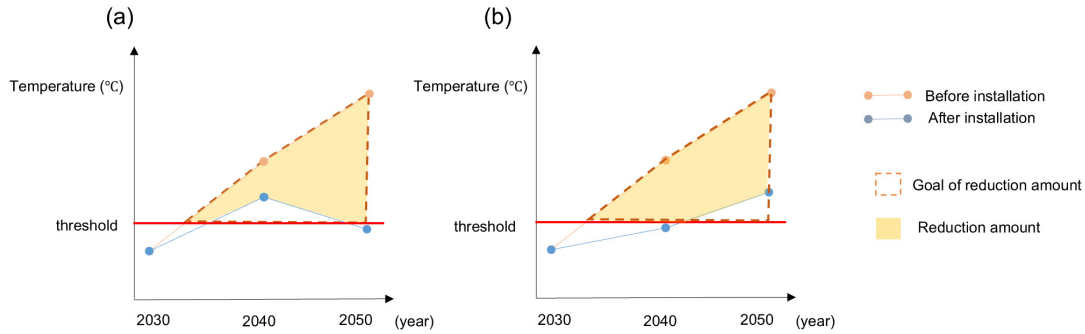 (a)
Temperature (℃)
threshold
2030
2040
2050
(year)
(b)
Temperature (℃)
threshold
2030
2040
2050
(year)
Before installation
After installation
Goal of reduction amount
Reduction amount